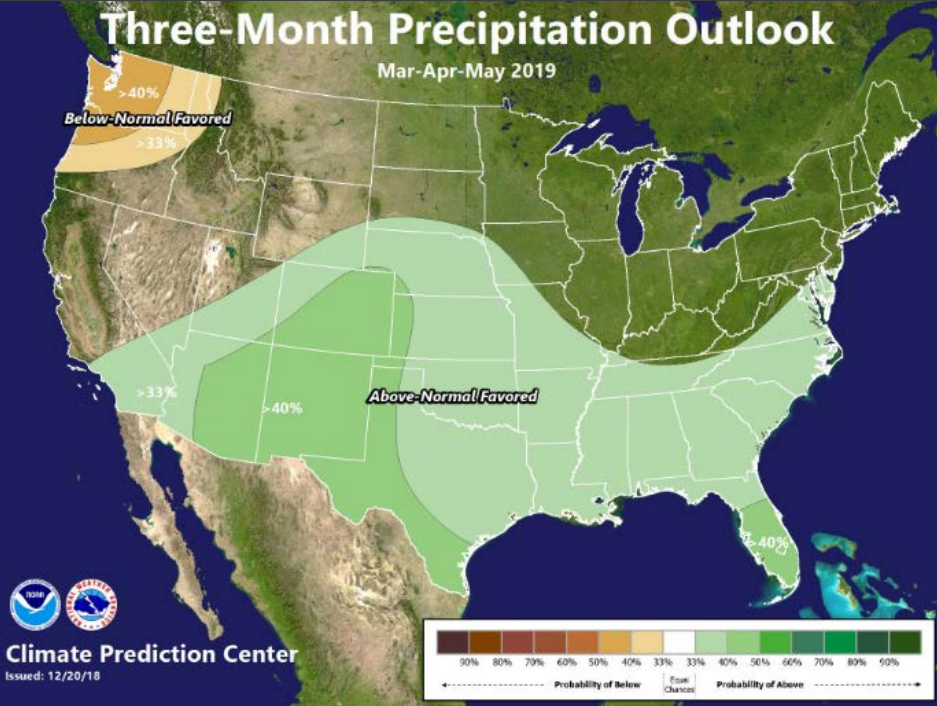 Three-Month Precipitation Outlook
Mar-Apr-May 2019
>40%
Below-Normal Favored
>33%
>33%
>40%
Above-Normal Favored
>40%
NOAA
Climate Prediction Center
Issued: 12/20/18
90% 80% 70% 60% 50% 40% 33% 33% 40% 50% 60% 70% 80% 90%
Probability of Below
Equal
Chances
Probability of Above